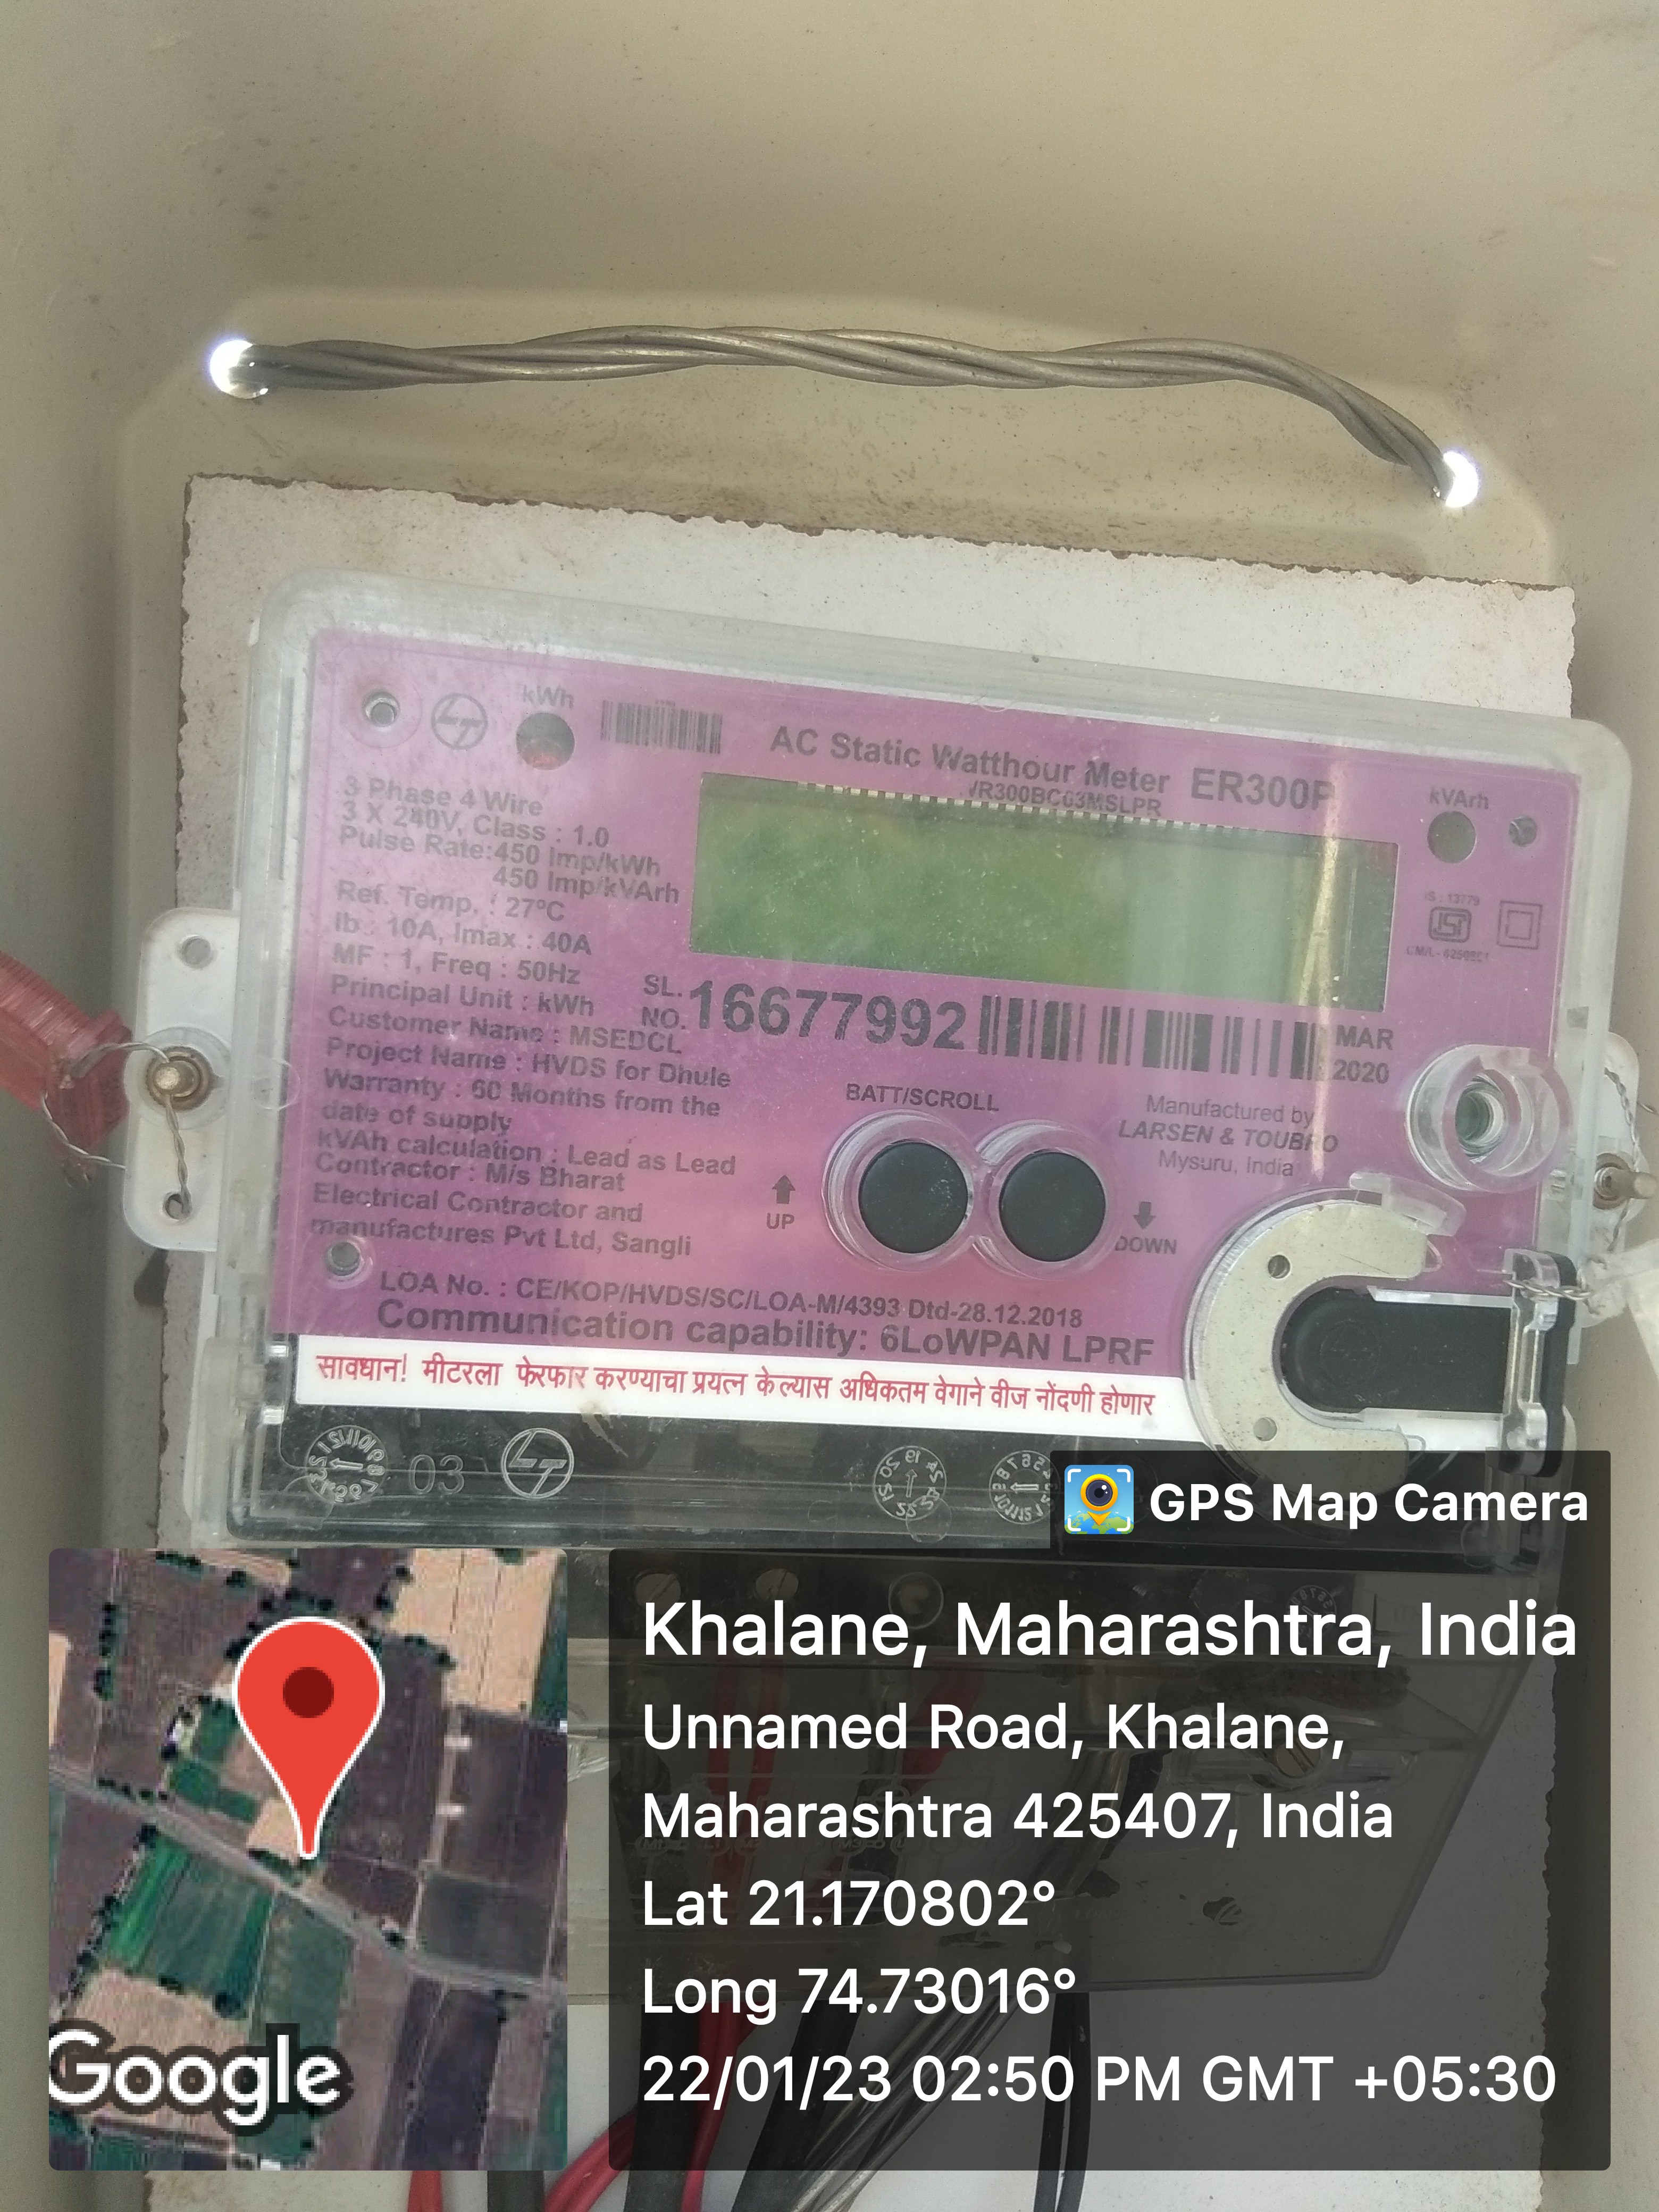 kWh
AC Static Watthour Meter ER300P
VR300BC03MSLPR
kVArh
3 Phase 4 Wire
3 X 240V, Class : 1.0
Pulse Rate:450 Imp/kWh
450 Imp/kVArh
Ref. Temp. : 27°C
Ib : 10A, Imax : 40A
MF : 1, Freq : 50Hz
Principal Unit : kWh
Customer Name : MSEDCL
Project Name : HVDS for Dhule
Warranty : 60 Months from the
date of supply
kVAh calculation : Lead as Lead
Contractor : M/s Bharat
Electrical Contractor and
manufactures Pvt Ltd, Sangli
IS : 13779
SL.
NO. 16677992
MAR
2020
BATT/SCROLL
UP
DOWN
Manufactured by
LARSEN & TOUBRO
Mysuru, India
LOA No. : CE/KOP/HVDS/SC/LOA-M/4393 Dtd-28.12.2018
Communication capability: 6LoWPAN LPRF
सावधान! मीटरला फेरफार करण्याचा प्रयत्न केल्यास अधिकतम वेगाने वीज नोंदणी होणार
03
GPS Map Camera
Khalane, Maharashtra, India
Unnamed Road, Khalane,
Maharashtra 425407, India
Lat 21.170802°
Long 74.73016°
22/01/23 02:50 PM GMT +05:30
Google